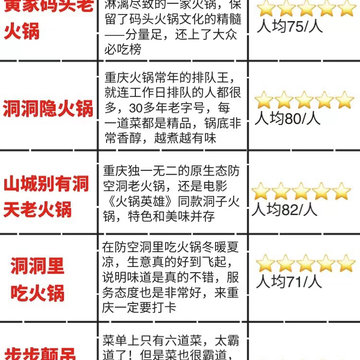 黄家码头老
火锅
淋漓尽致的一家火锅，保
留了码头火锅文化的精髓
——分量足，还上了大众
必吃榜
人均75/人
洞洞隐火锅
重庆火锅常年的排队王，
就连工作日排队的人都很
多，30多年老字号，每
一道菜都是精品，锅底非
常香醇，越煮越有味
人均80/人
山城别有洞
天老火锅
重庆独一无二的原生态防
空洞老火锅，还是电影
《火锅英雄》同款洞子火
锅，特色和美味并存
人均82/人
洞洞里
吃火锅
在防空洞里吃火锅冬暖夏
凉，生意真的好到飞起，
说明味道是真的不错，服
务态度也是非常好，来重
庆一定要打卡
人均71/人
步步颠吊
菜单上只有六道菜，太霸
道了！但是菜也很霸道，